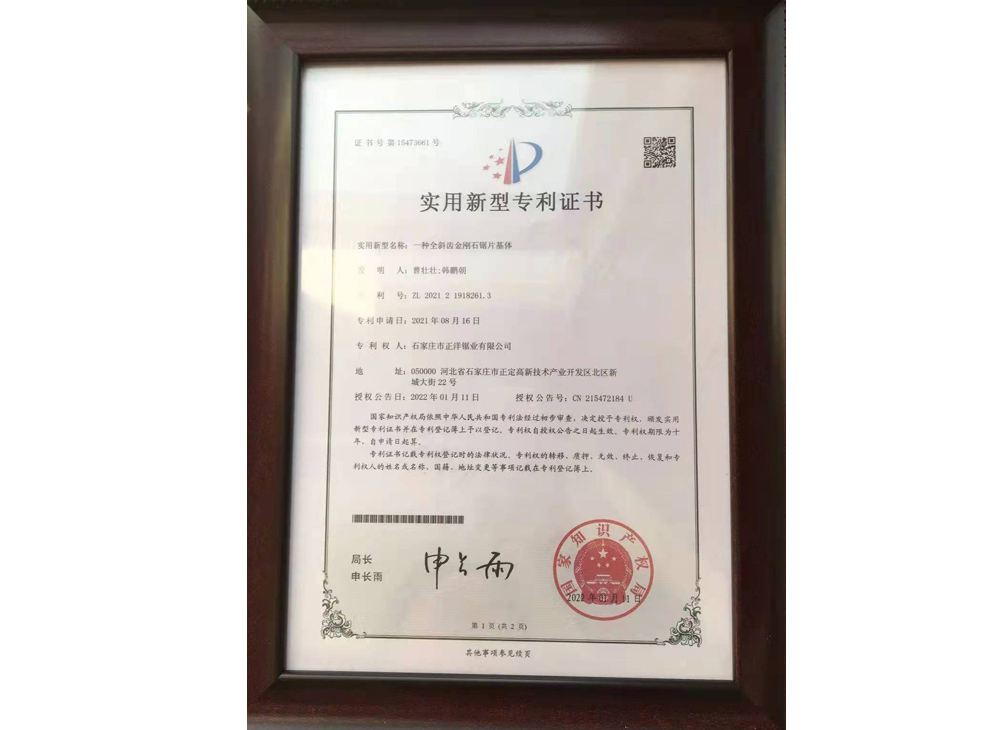 证书号第15473661号
实用新型专利证书
实用新型名称：一种全斜齿金刚石锯片基体
发 明 人：曹壮壮;韩鹏朝
利 号：ZL 2021 2 1918261.3
专利申请日：2021年08月16日
专 利 权 人：石家庄市正洋锯业有限公司
地 址：050000 河北省石家庄市正定高新技术产业开发区北区新
城大街22号
授权公告日：2022年01月11日 授权公告号：CN 215472184 U
国家知识产权局依照中华人民共和国专利法经过初步审查，决定授予专利权，颁发实用
新型专利证书并在专利登记簿上予以登记。专利权自授权公告之日起生效。专利权期限为十
年，自申请日起算。
专利证书记载专利权登记时的法律状况。专利权的转移、质押、无效、终止、恢复和专
利权人的姓名或名称、国籍、地址变更等事项记载在专利登记簿上。
局长
申长雨
申长雨
国家知识产权局
2022年01月11日
第 1 页 (共 2 页)
其他事项参见续页